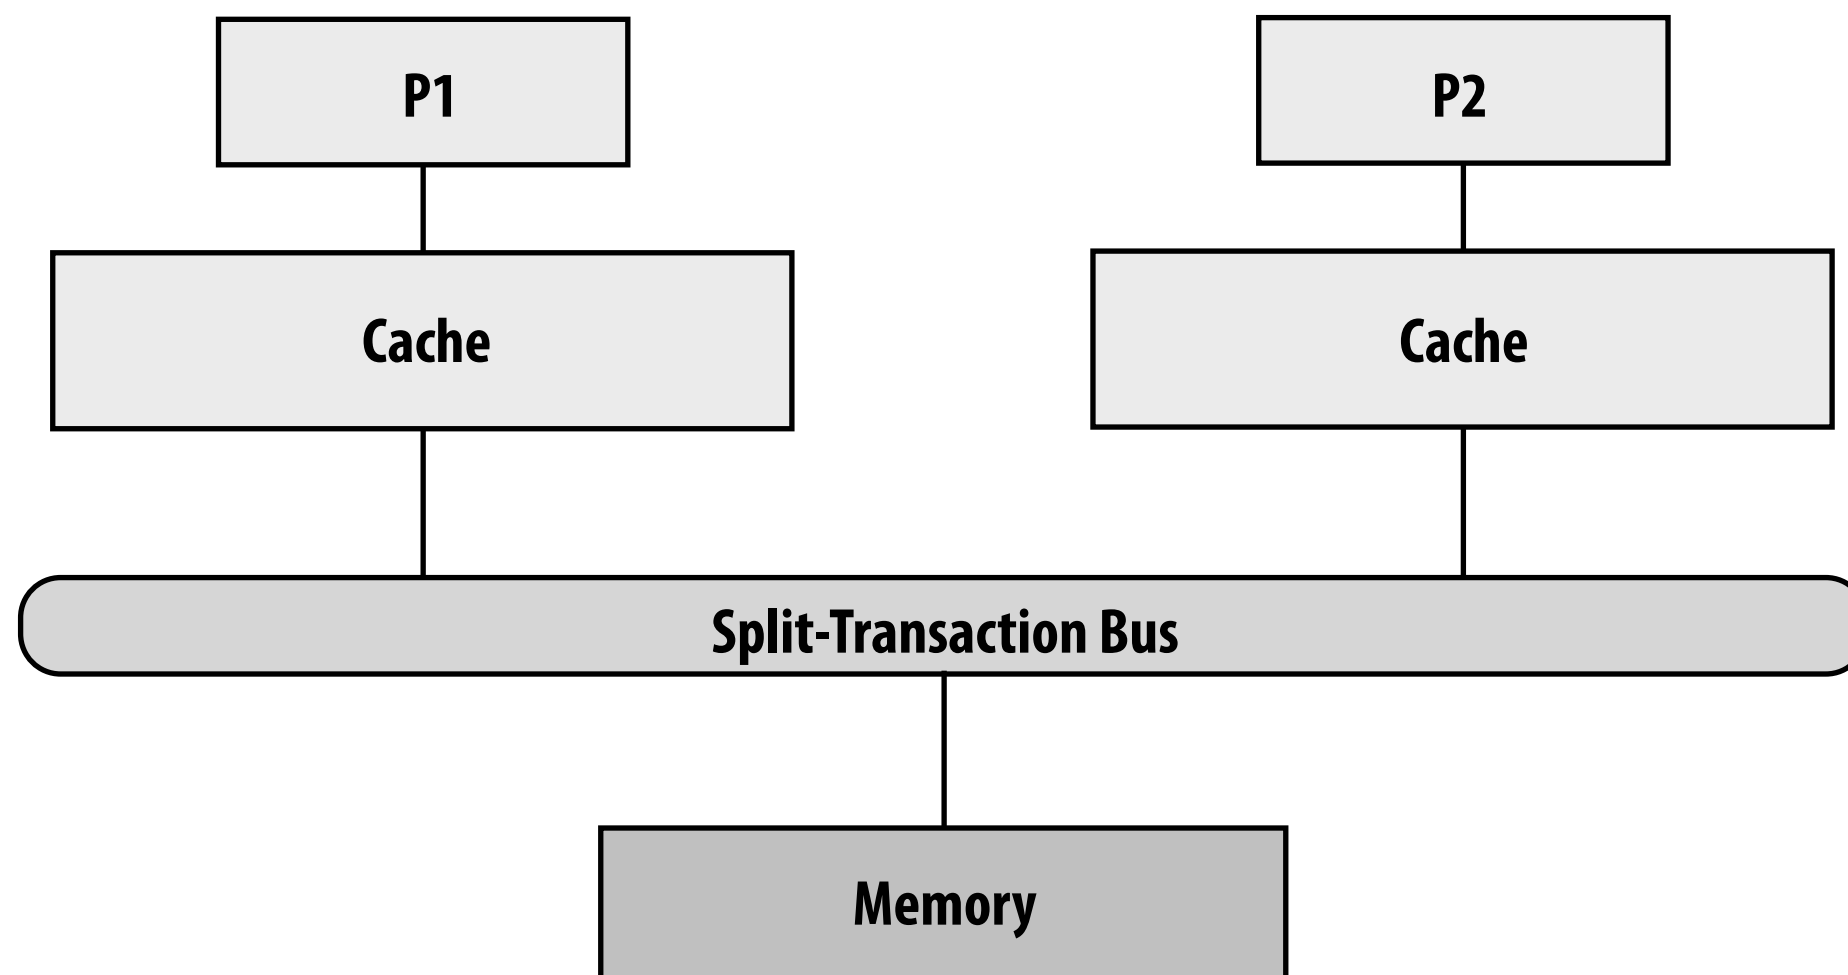 P1
P2
Cache
Cache
Split-Transaction Bus
Memory